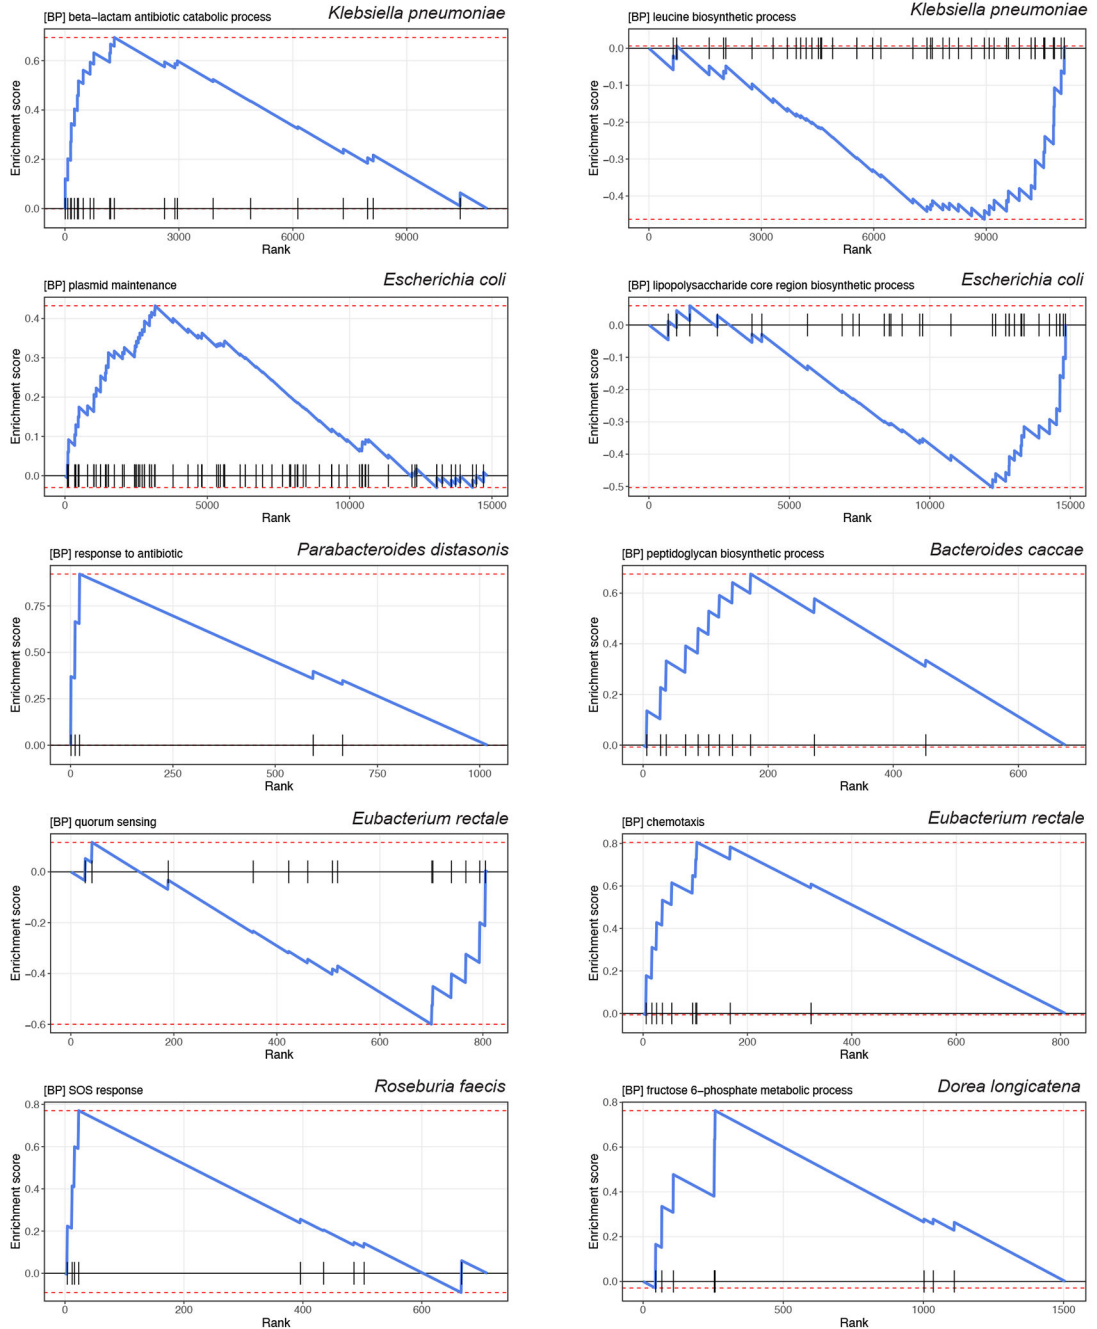 [BP] beta−lactam antibiotic catabolic process
Klebsiella pneumoniae
Enrichment score
0.6
0.4
0.2
0.0
0
3000
6000
9000
Rank
[BP] leucine biosynthetic process
Klebsiella pneumoniae
Enrichment score
0.0
−0.1
−0.2
−0.3
−0.4
0
3000
6000
9000
Rank
[BP] plasmid maintenance
Escherichia coli
Enrichment score
0.4
0.3
0.2
0.1
0.0
0
5000
10000
15000
Rank
[BP] lipopolysaccharide core region biosynthetic process
Escherichia coli
Enrichment score
0.0
−0.1
−0.2
−0.3
−0.4
−0.5
0
5000
10000
15000
Rank
[BP] response to antibiotic
Parabacteroides distasonis
Enrichment score
0.75
0.50
0.25
0.00
0
250
500
750
1000
Rank
[BP] peptidoglycan biosynthetic process
Bacteroides caccae
Enrichment score
0.6
0.4
0.2
0.0
0
200
400
600
Rank
[BP] quorum sensing
Eubacterium rectale
Enrichment score
0.0
−0.2
−0.4
−0.6
0
200
400
600
800
Rank
[BP] chemotaxis
Eubacterium rectale
Enrichment score
0.8
0.6
0.4
0.2
0.0
0
200
400
600
800
Rank
[BP] SOS response
Roseburia faecis
Enrichment score
0.8
0.6
0.4
0.2
0.0
0
200
400
600
Rank
[BP] fructose 6−phosphate metabolic process
Dorea longicatena
Enrichment score
0.8
0.6
0.4
0.2
0.0
0
500
1000
1500
Rank